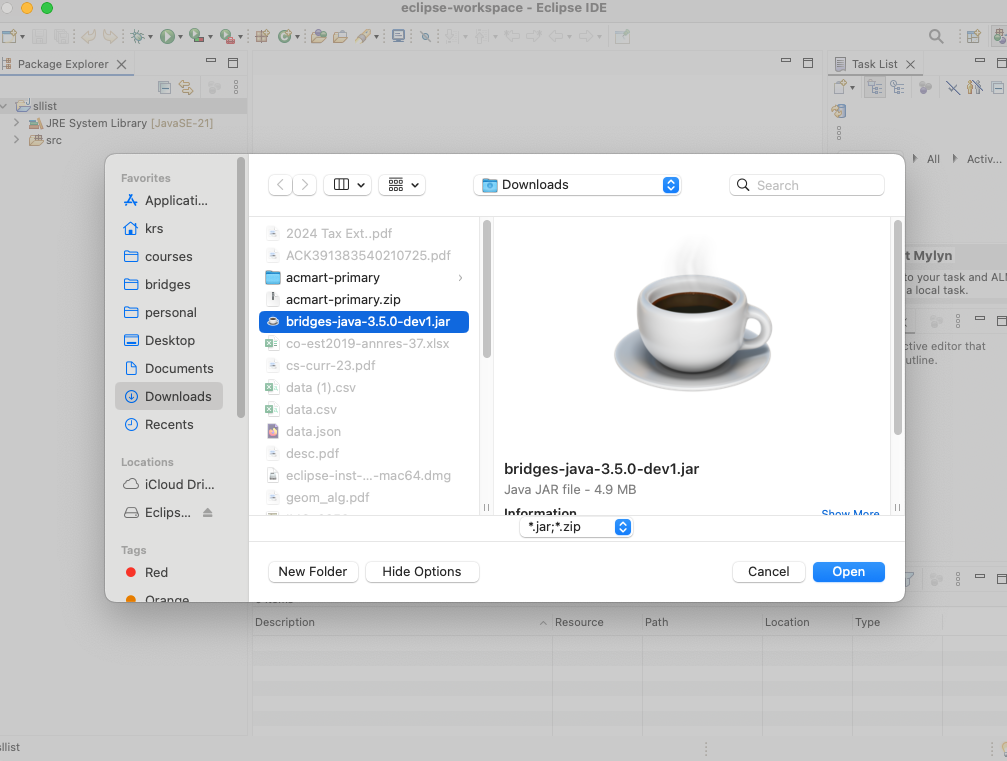 eclipse-workspace - Eclipse IDE
Package Explorer
Task List
sllist
JRE System Library [JavaSE-21]
src
All
Activ...
Favorites
Applicati...
krs
courses
bridges
personal
Desktop
Documents
Downloads
Recents
Locations
iCloud Dri...
Eclips...
Tags
Red
Orange
Downloads
Search
2024 Tax Ext..pdf
ACK391383540210725.pdf
acmart-primary
acmart-primary.zip
bridges-java-3.5.0-dev1.jar
co-est2019-annres-37.xlsx
cs-curr-23.pdf
data (1).csv
data.csv
data.json
desc.pdf
eclipse-inst-...-mac64.dmg
geom_alg.pdf
bridges-java-3.5.0-dev1.jar
Java JAR file - 4.9 MB
Information
Show More
*.jar;*.zip
New Folder
Hide Options
Cancel
Open
t Mylyn
to your task and AL
a local task.
ctive editor that
utline.
Description
Resource
Path
Location
Type
sllist